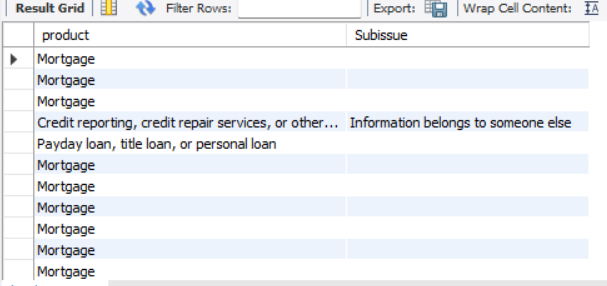 Result Grid Filter Rows: Export: Wrap Cell Content: IA
product Subissue
Mortgage
Mortgage
Mortgage
Credit reporting, credit repair services, or other... Information belongs to someone else
Payday loan, title loan, or personal loan
Mortgage
Mortgage
Mortgage
Mortgage
Mortgage
Mortgage